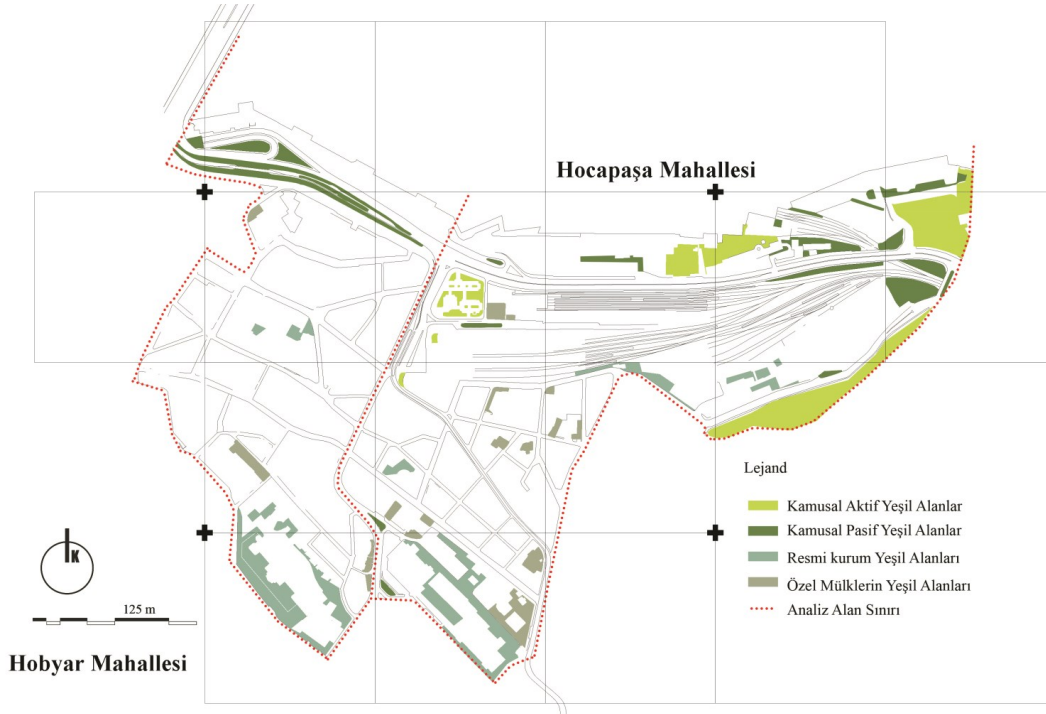 Hocapaşa Mahallesi
Lejand
Kamusal Aktif Yeşil Alanlar
Kamusal Pasif Yeşil Alanlar
Resmi kurum Yeşil Alanları
Özel Mülklerin Yeşil Alanları
Analiz Alan Sınırı
K
125 m
Hobyar Mahallesi